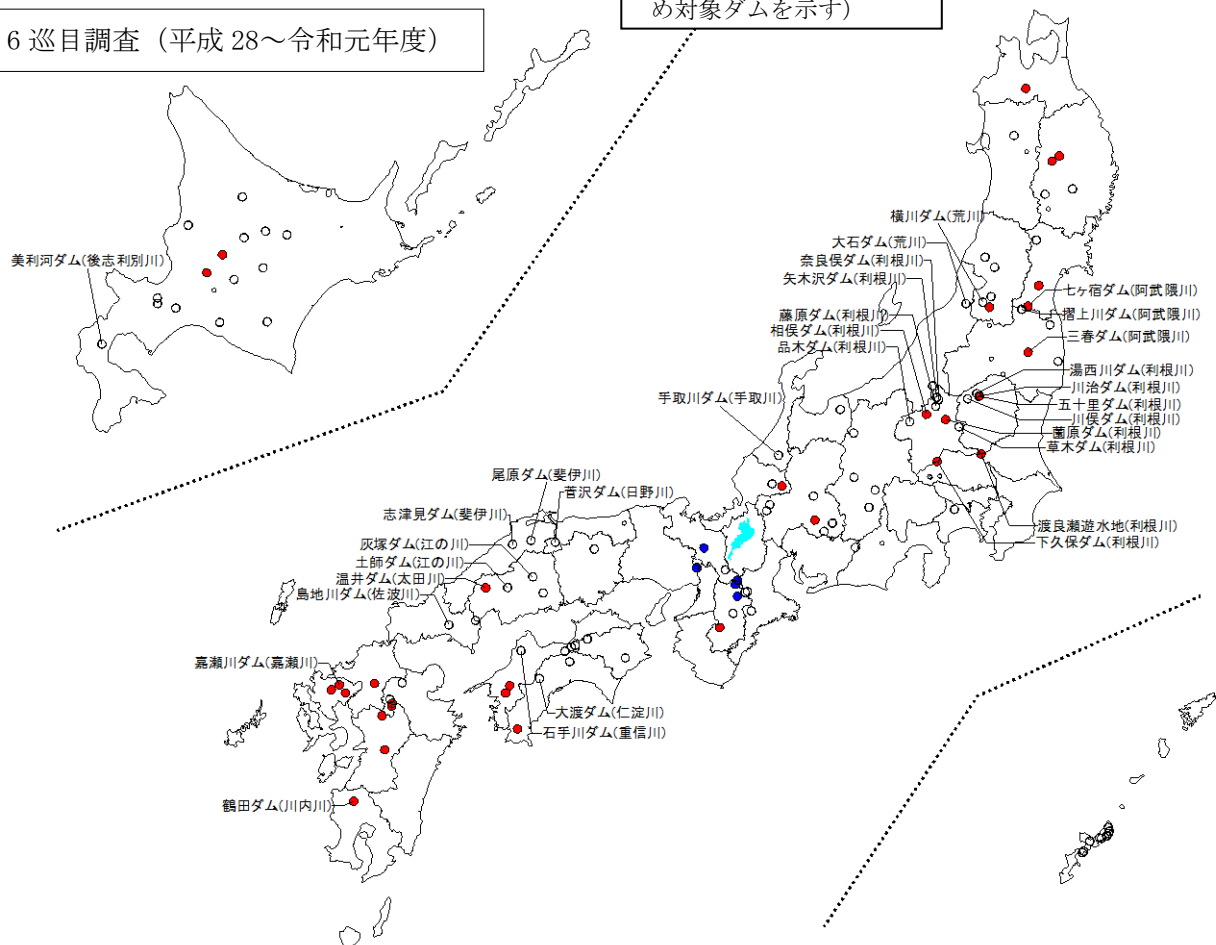 6 巡目調査（平成 28～令和元年度）
め対象ダムを示す）
美利河ダム(後志利別川)
横川ダム(荒川)
大石ダム(荒川)
奈良俣ダム(利根川)
矢木沢ダム(利根川)
藤原ダム(利根川)
相俣ダム(利根川)
品木ダム(利根川)
七ヶ宿ダム(阿武隈川)
摺上川ダム(阿武隈川)
三春ダム(阿武隈川)
湯西川ダム(利根川)
川治ダム(利根川)
五十里ダム(利根川)
川俣ダム(利根川)
薗原ダム(利根川)
草木ダム(利根川)
渡良瀬遊水地(利根川)
下久保ダム(利根川)
手取川ダム(手取川)
尾原ダム(斐伊川)
菅沢ダム(日野川)
志津見ダム(斐伊川)
灰塚ダム(江の川)
土師ダム(江の川)
温井ダム(太田川)
島地川ダム(佐波川)
嘉瀬川ダム(嘉瀬川)
大渡ダム(仁淀川)
石手川ダム(重信川)
鶴田ダム(川内川)